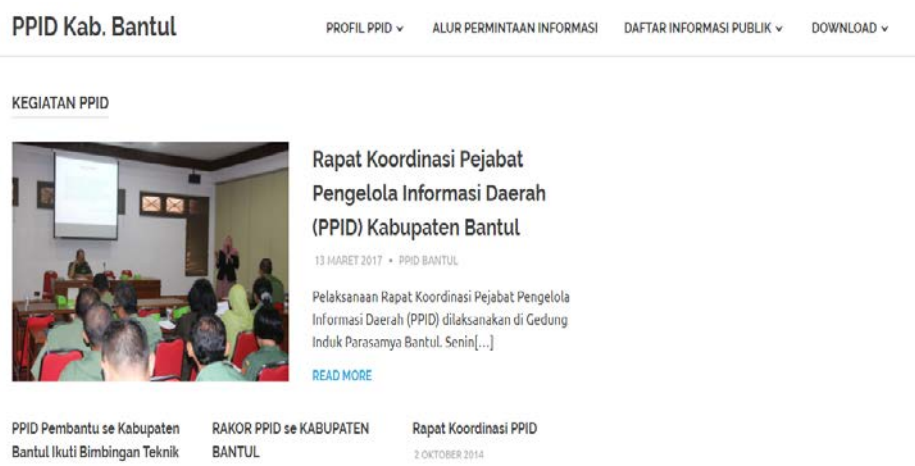 PPID Kab. Bantul
PROFIL PPID
ALUR PERMINTAAN INFORMASI
DAFTAR INFORMASI PUBLIK
DOWNLOAD
KEGIATAN PPID
Rapat Koordinasi Pejabat
Pengelola Informasi Daerah
(PPID) Kabupaten Bantul
13 MARET 2017 • PPID BANTUL
Pelaksanaan Rapat Koordinasi Pejabat Pengelola
Informasi Daerah (PPID) dilaksanakan di Gedung
Induk Parasamya Bantul. Senin[...]
READ MORE
PPID Pembantu se Kabupaten
Bantul Ikuti Bimbingan Teknik
RAKOR PPID se KABUPATEN
BANTUL
Rapat Koordinasi PPID
2 OKTOBER 2014